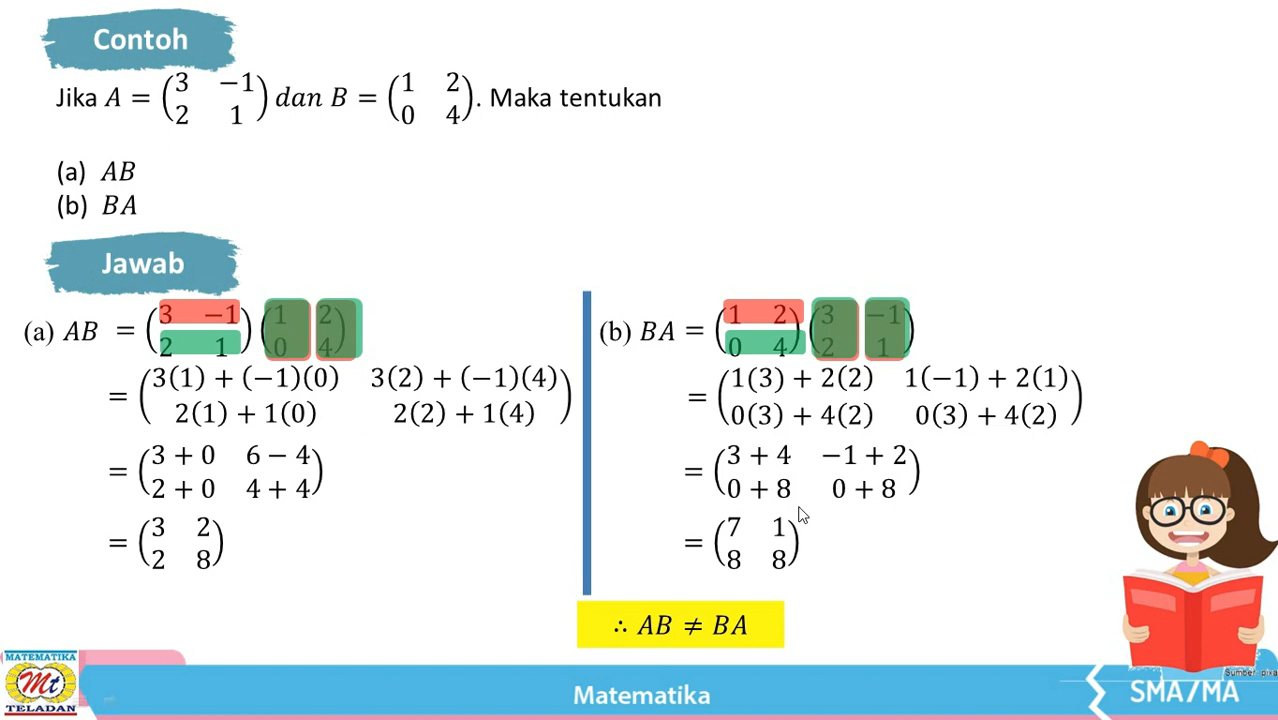 Contoh
Jika A = (3 −1
2 1) dan B = (1 2
0 4). Maka tentukan
(a) AB
(b) BA
Jawab
(a) AB = (3 −1
2 1) (1 2
0 4)
= (3(1) + (−1)(0) 3(2) + (−1)(4)
2(1) + 1(0) 2(2) + 1(4))
= (3 + 0 6 − 4
2 + 0 4 + 4)
= (3 2
2 8)
(b) BA = (1 2
0 4) (3 −1
2 1)
= (1(3) + 2(2) 1(−1) + 2(1)
0(3) + 4(2) 0(3) + 4(2))
= (3 + 4 −1 + 2
0 + 8 0 + 8)
= (7 1
8 8)
∴ AB ≠ BA
MATEMATIKA
Mt
TELADAN
Matematika
Sumber pixa
SMA/MA